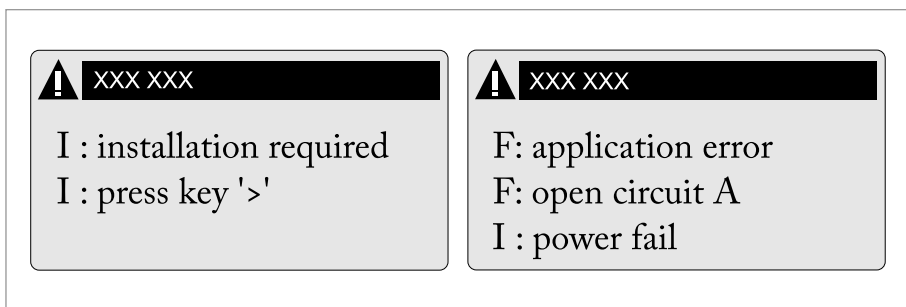 XXX XXX
I : installation required
I : press key '>'
XXX XXX
F: application error
F: open circuit A
I : power fail